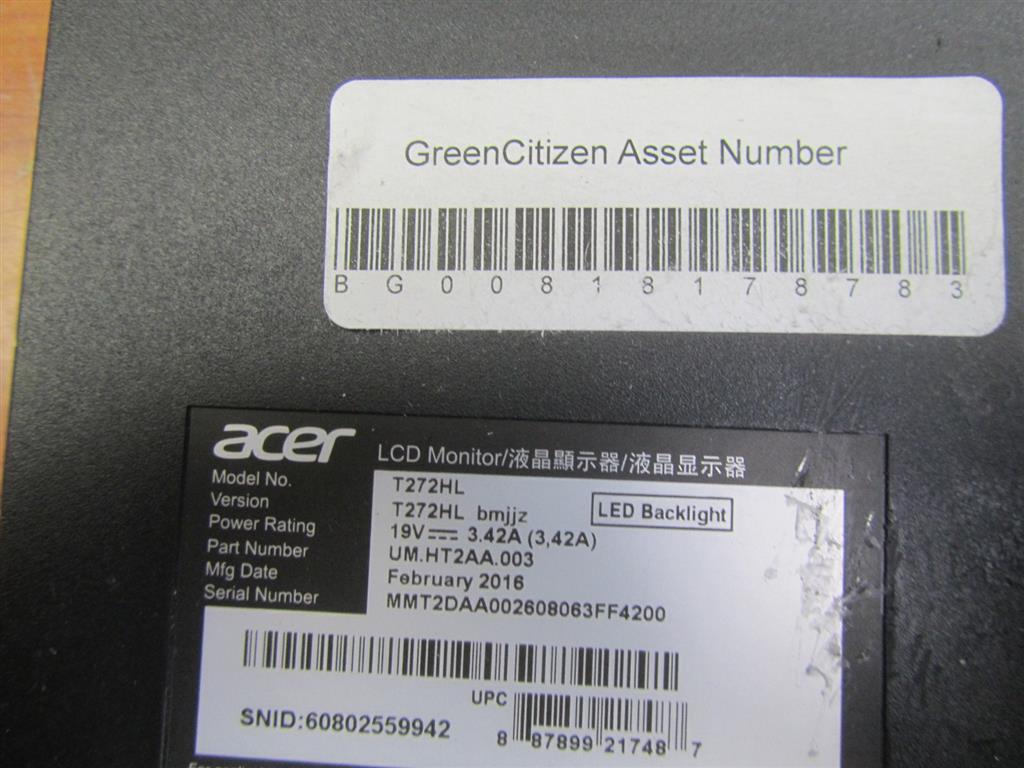 GreenCitizen Asset Number
B G 0 0 8 1 8 1 7 8 7 8 3
acer LCD Monitor/液晶顯示器/液晶显示器
Model No. T272HL
Version T272HL bmjjz LED Backlight
Power Rating 19V⎓ 3.42A (3,42A)
Part Number UM.HT2AA.003
Mfg Date February 2016
Serial Number MMT2DAA002608063FF4200
UPC
SNID:60802559942
8 87899 21748 7